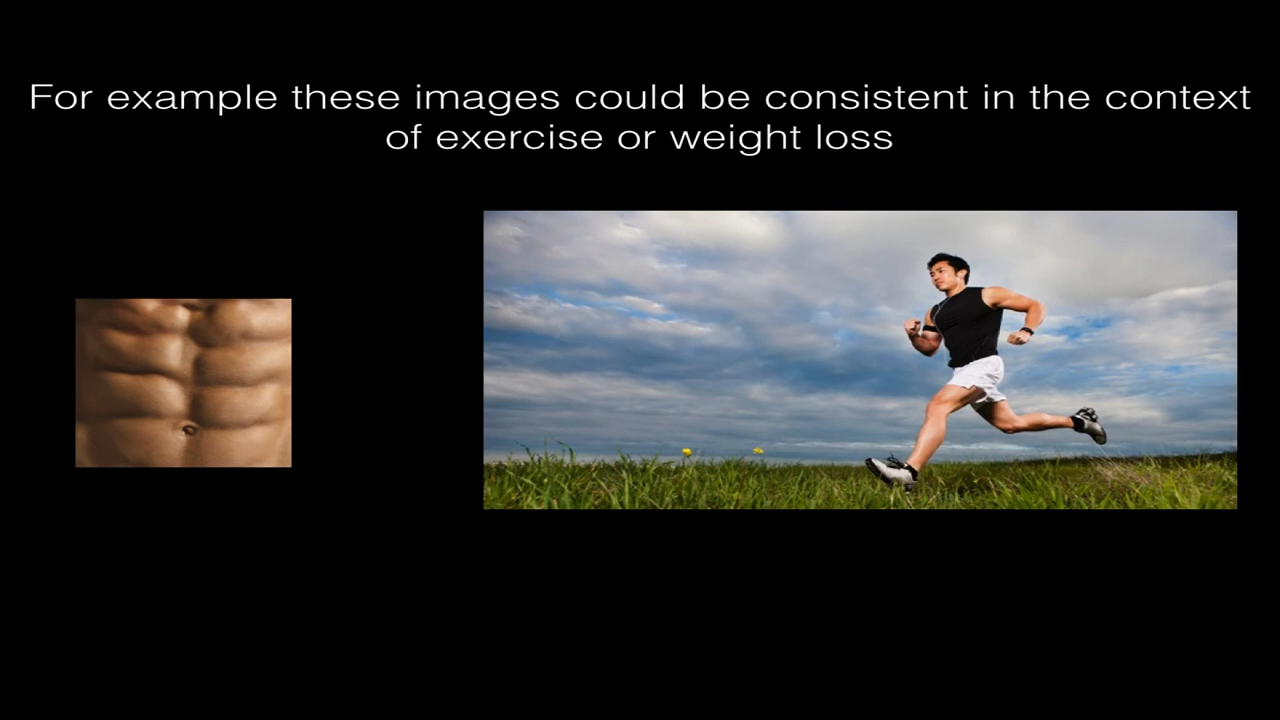 For example these images could be consistent in the context
of exercise or weight loss